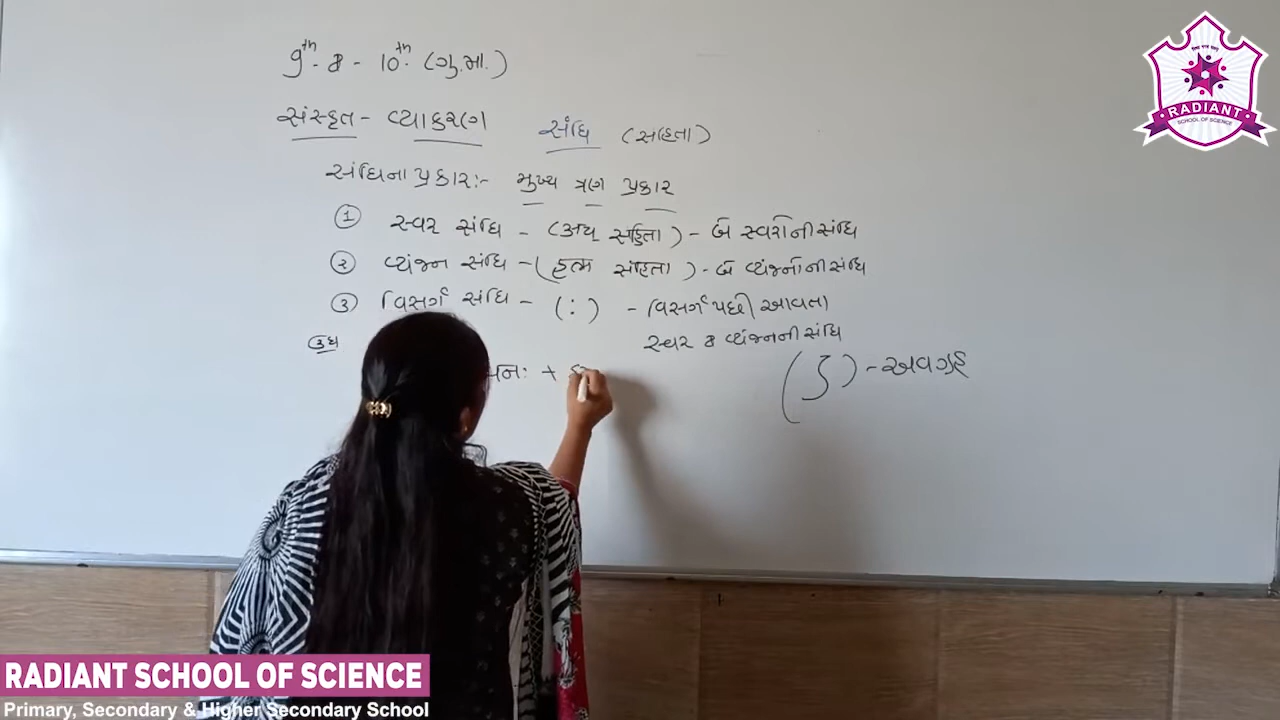 9th - 8 - 10th (ગુ.મા.)
સંસ્કૃત - વ્યાકરણ સંધિ (સંહિતા)
સંધિના પ્રકાર:- મુખ્ય ત્રણ પ્રકાર
① સ્વર સંધિ - (અચ્ સંહિતા) - બે સ્વરોની સંધિ
② વ્યંજન સંધિ - (હલ્ સંહિતા) - બે વ્યંજનોની સંધિ
③ વિસર્ગ સંધિ - (:) - વિસર્ગ પછી આવતા
સ્વર કે વ્યંજનની સંધિ
ઉધા
નઃ +
(ઽ) - અવગ્રહ
RADIANT
SCHOOL OF SCIENCE
RADIANT SCHOOL OF SCIENCE
Primary, Secondary & Higher Secondary School